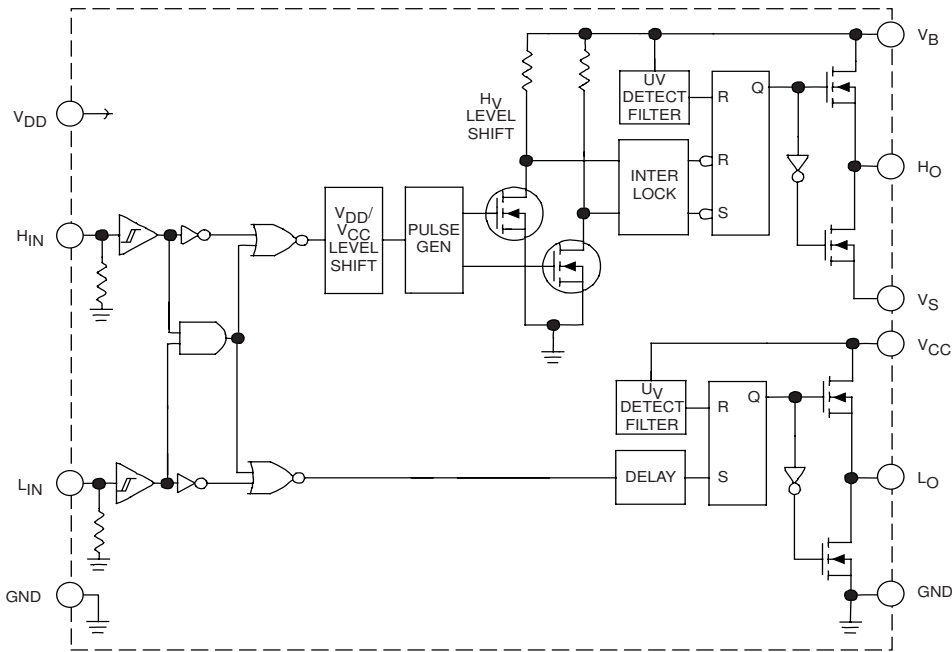 VB
UV
DETECT
FILTER
R
Q
VDD
HV
LEVEL
SHIFT
HO
INTER
LOCK
R
S
HIN
VDD/
VCC
LEVEL
SHIFT
PULSE
GEN
VS
VCC
UV
DETECT
FILTER
R
Q
LIN
DELAY
S
LO
GND
GND